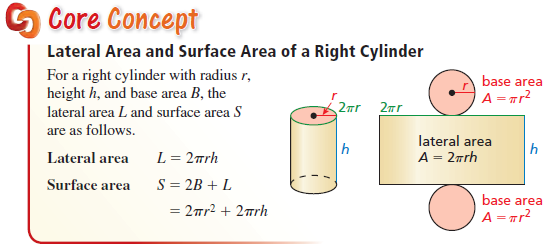 Core Concept
Lateral Area and Surface Area of a Right Cylinder
For a right cylinder with radius r,
height h, and base area B, the
lateral area L and surface area S
are as follows.
Lateral area L = 2πrh
Surface area S = 2B + L
= 2πr² + 2πrh
r
2πr
h
2πr
r
base area
A = πr²
lateral area
A = 2πrh
h
base area
A = πr²